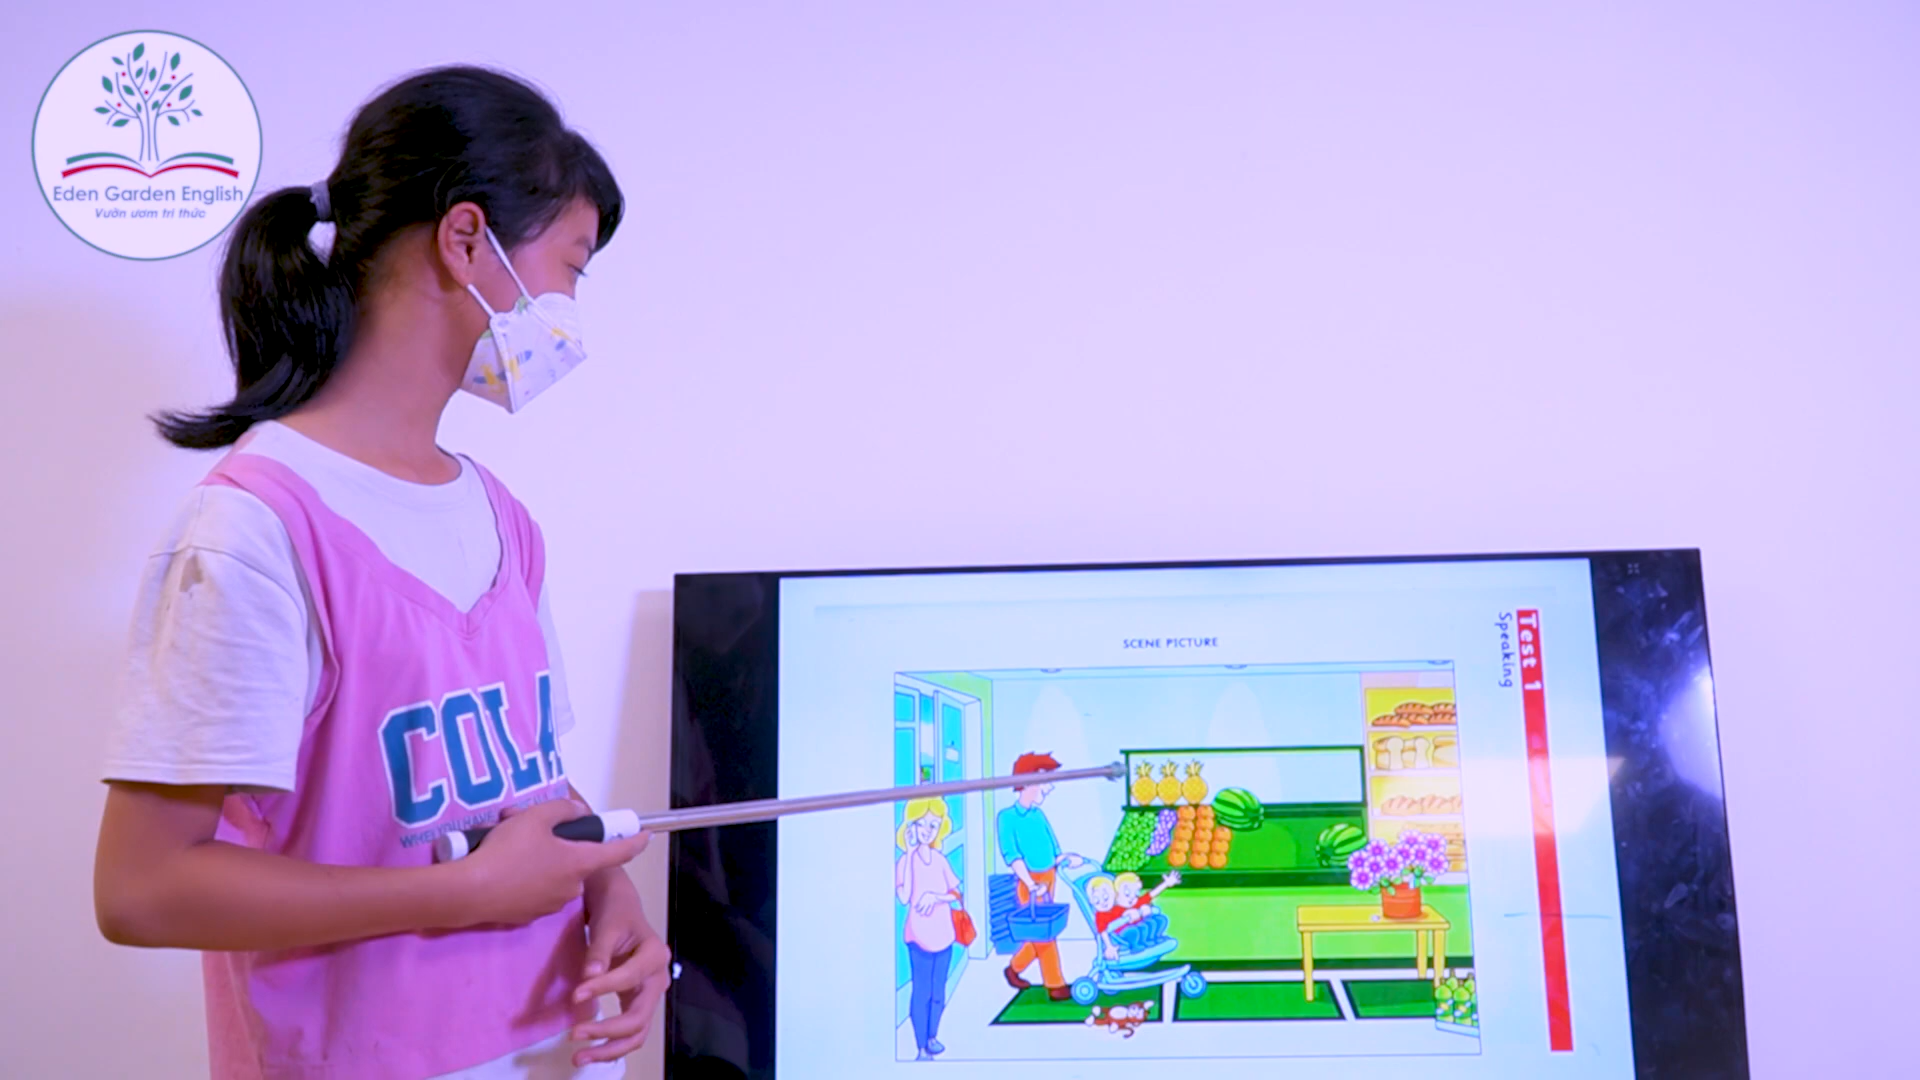 Eden Garden English
Vườn ươm tri thức
COLA
SCENE PICTURE
Test 1
Speaking